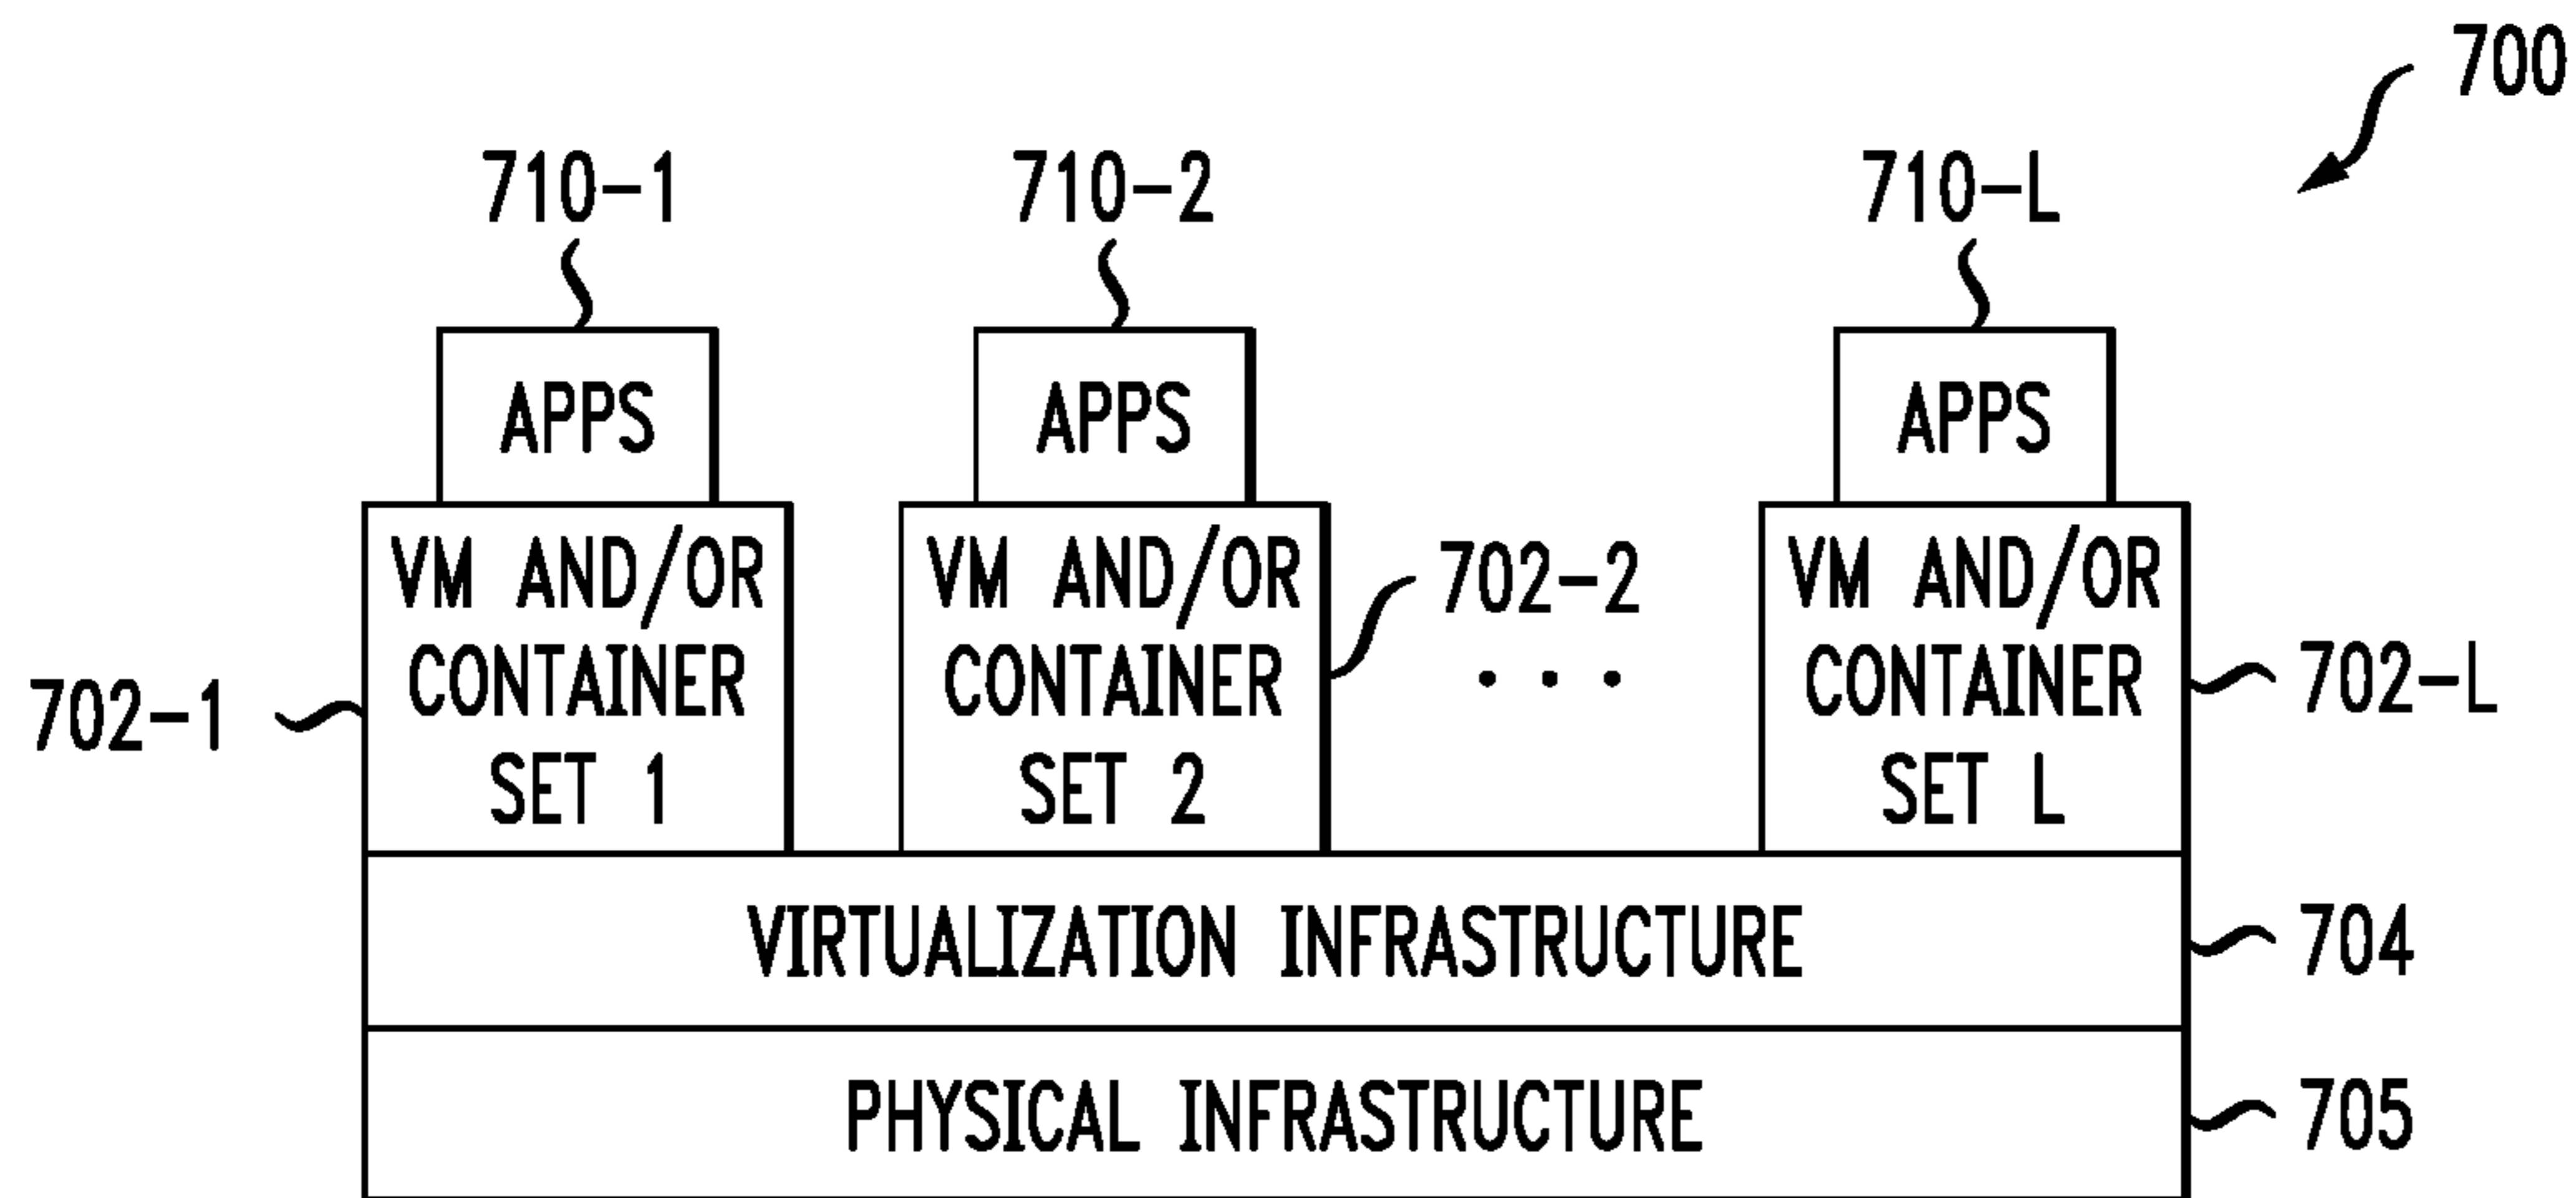 700
710-1
710-2
710-L
APPS
APPS
APPS
VM AND/OR
CONTAINER
SET 1
VM AND/OR
CONTAINER
SET 2
VM AND/OR
CONTAINER
SET L
702-1
702-2
. . .
702-L
VIRTUALIZATION INFRASTRUCTURE
704
PHYSICAL INFRASTRUCTURE
705